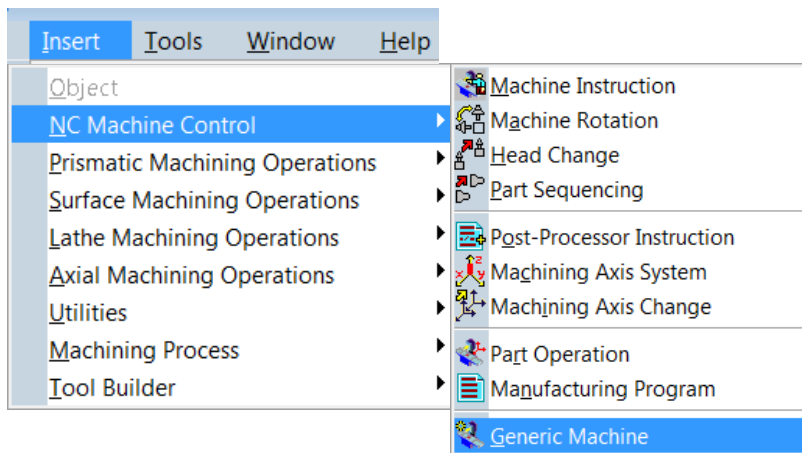 Insert Tools Window Help
Object
NC Machine Control
Prismatic Machining Operations
Surface Machining Operations
Lathe Machining Operations
Axial Machining Operations
Utilities
Machining Process
Tool Builder
Machine Instruction
Machine Rotation
Head Change
Part Sequencing
Post-Processor Instruction
Machining Axis System
Machining Axis Change
Part Operation
Manufacturing Program
Generic Machine